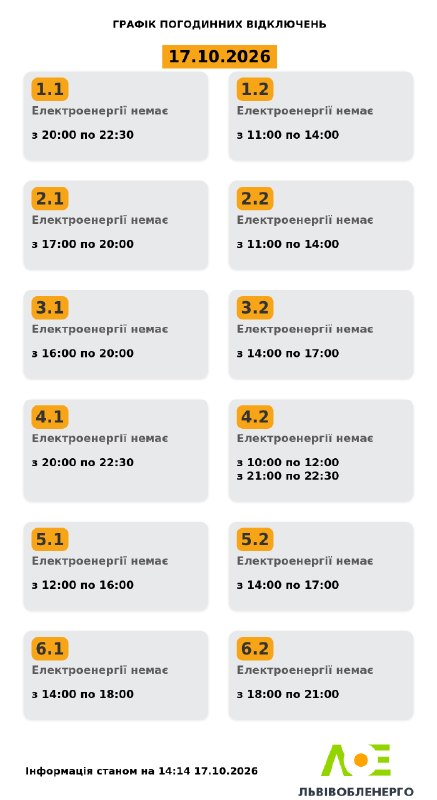 ГРАФІК ПОГОДИННИХ ВІДКЛЮЧЕНЬ
17.10.2026
1.1
Електроенергії немає
з 20:00 по 22:30
1.2
Електроенергії немає
з 11:00 по 14:00
2.1
Електроенергії немає
з 17:00 по 20:00
2.2
Електроенергії немає
з 11:00 по 14:00
3.1
Електроенергії немає
з 16:00 по 20:00
3.2
Електроенергії немає
з 14:00 по 17:00
4.1
Електроенергії немає
з 20:00 по 22:30
4.2
Електроенергії немає
з 10:00 по 12:00
з 21:00 по 22:30
5.1
Електроенергії немає
з 12:00 по 16:00
5.2
Електроенергії немає
з 14:00 по 17:00
6.1
Електроенергії немає
з 14:00 по 18:00
6.2
Електроенергії немає
з 18:00 по 21:00
Інформація станом на 14:14 17.10.2026
ЛОЕ
ЛЬВІВОБЛЕНЕРГО